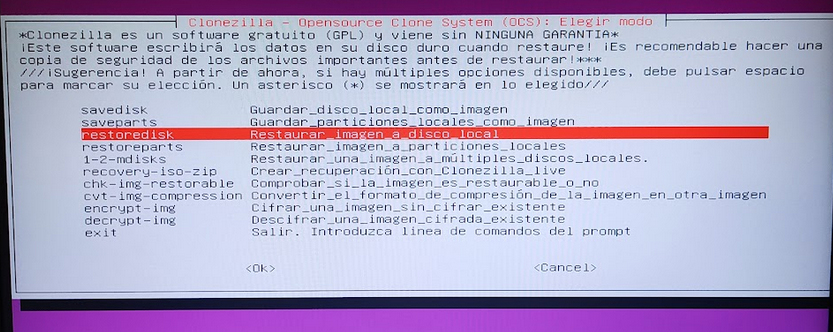 Clonezilla - Opensource Clone System (OCS): Elegir modo
*Clonezilla es un software gratuito (GPL) y viene sin NINGUNA GARANTIA*
¡Este software escribirá los datos en su disco duro cuando restaure! ¡Es recomendable hacer una
copia de seguridad de los archivos importantes antes de restaurar!***
///¡Sugerencia! A partir de ahora, si hay múltiples opciones disponibles, debe pulsar espacio
para marcar su elección. Un asterisco (*) se mostrará en lo elegido///
savedisk Guardar_disco_local_como_imagen
saveparts Guardar_particiones_locales_como_imagen
restoredisk Restaurar_imagen_a_disco_local
restoreparts Restaurar_imagen_a_particiones_locales
1-2-mdisks Restaurar_una_imagen_a_múltiples_discos_locales.
recovery-iso-zip Crear_recuperación_con_Clonezilla_live
chk-img-restorable Comprobar_si_la_imagen_es_restaurable_o_no
cvt-img-compression Convertir_el_formato_de_compresión_de_la_imagen_en_otra_imagen
encrypt-img Cifrar_una_imagen_sin_cifrar_existente
decrypt-img Descifrar_una_imagen_cifrada_existente
exit Salir. Introduzca línea de comandos del prompt
<Ok> <Cancel>